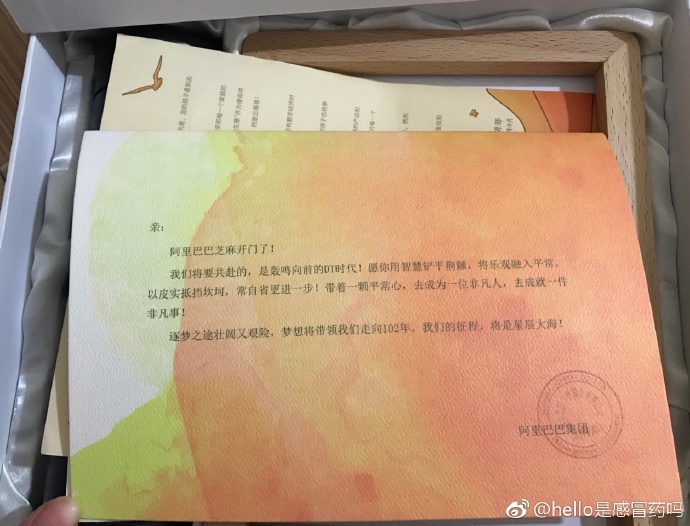 亲：
阿里巴巴芝麻开门了！
我们将要共赴的，是轰鸣向前的DT时代！愿你用智慧铲平荆棘，将乐观融入平常。
以皮实抵挡坎坷，常自省更进一步！带着一颗平常心，去成为一位非凡人，去成就一件
非凡事！
逐梦之途壮阔又艰险，梦想将带领我们走向102年。我们的征程，将是星辰大海！
阿里巴巴集团
@hello是感冒药吗